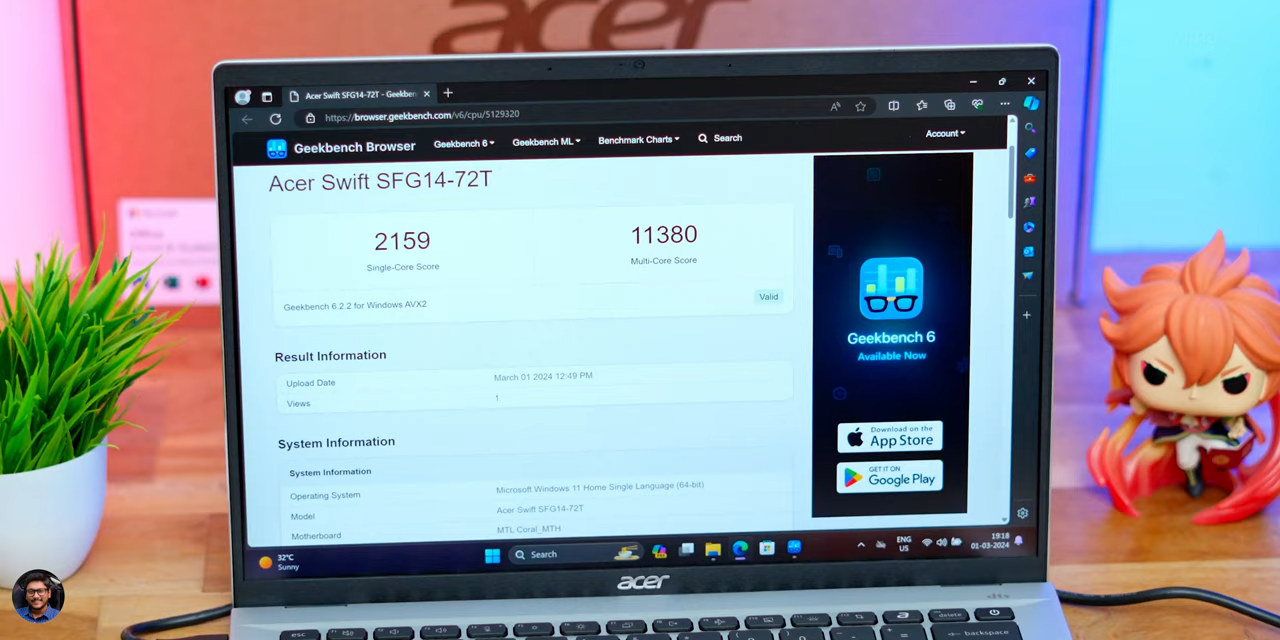 acer
Acer Swift SFG14-72T - Geekben
https://browser.geekbench.com/v6/cpu/5129320
Geekbench Browser
Geekbench 6
Geekbench ML
Benchmark Charts
Search
Account
Acer Swift SFG14-72T
2159
11380
Single-Core Score
Multi-Core Score
Geekbench 6.2.2 for Windows AVX2
Valid
Result Information
Upload Date
March 01 2024 12:49 PM
Views
1
System Information
System Information
Operating System
Microsoft Windows 11 Home Single Language (64-bit)
Model
Acer Swift SFG14-72T
Motherboard
MTL Coral_MTH
Geekbench 6
Available Now
Download on the
App Store
GET IT ON
Google Play
32°C
Sunny
Search
ENG
US
19:18
01-03-2024
acer
dts
esc
delete
backspace